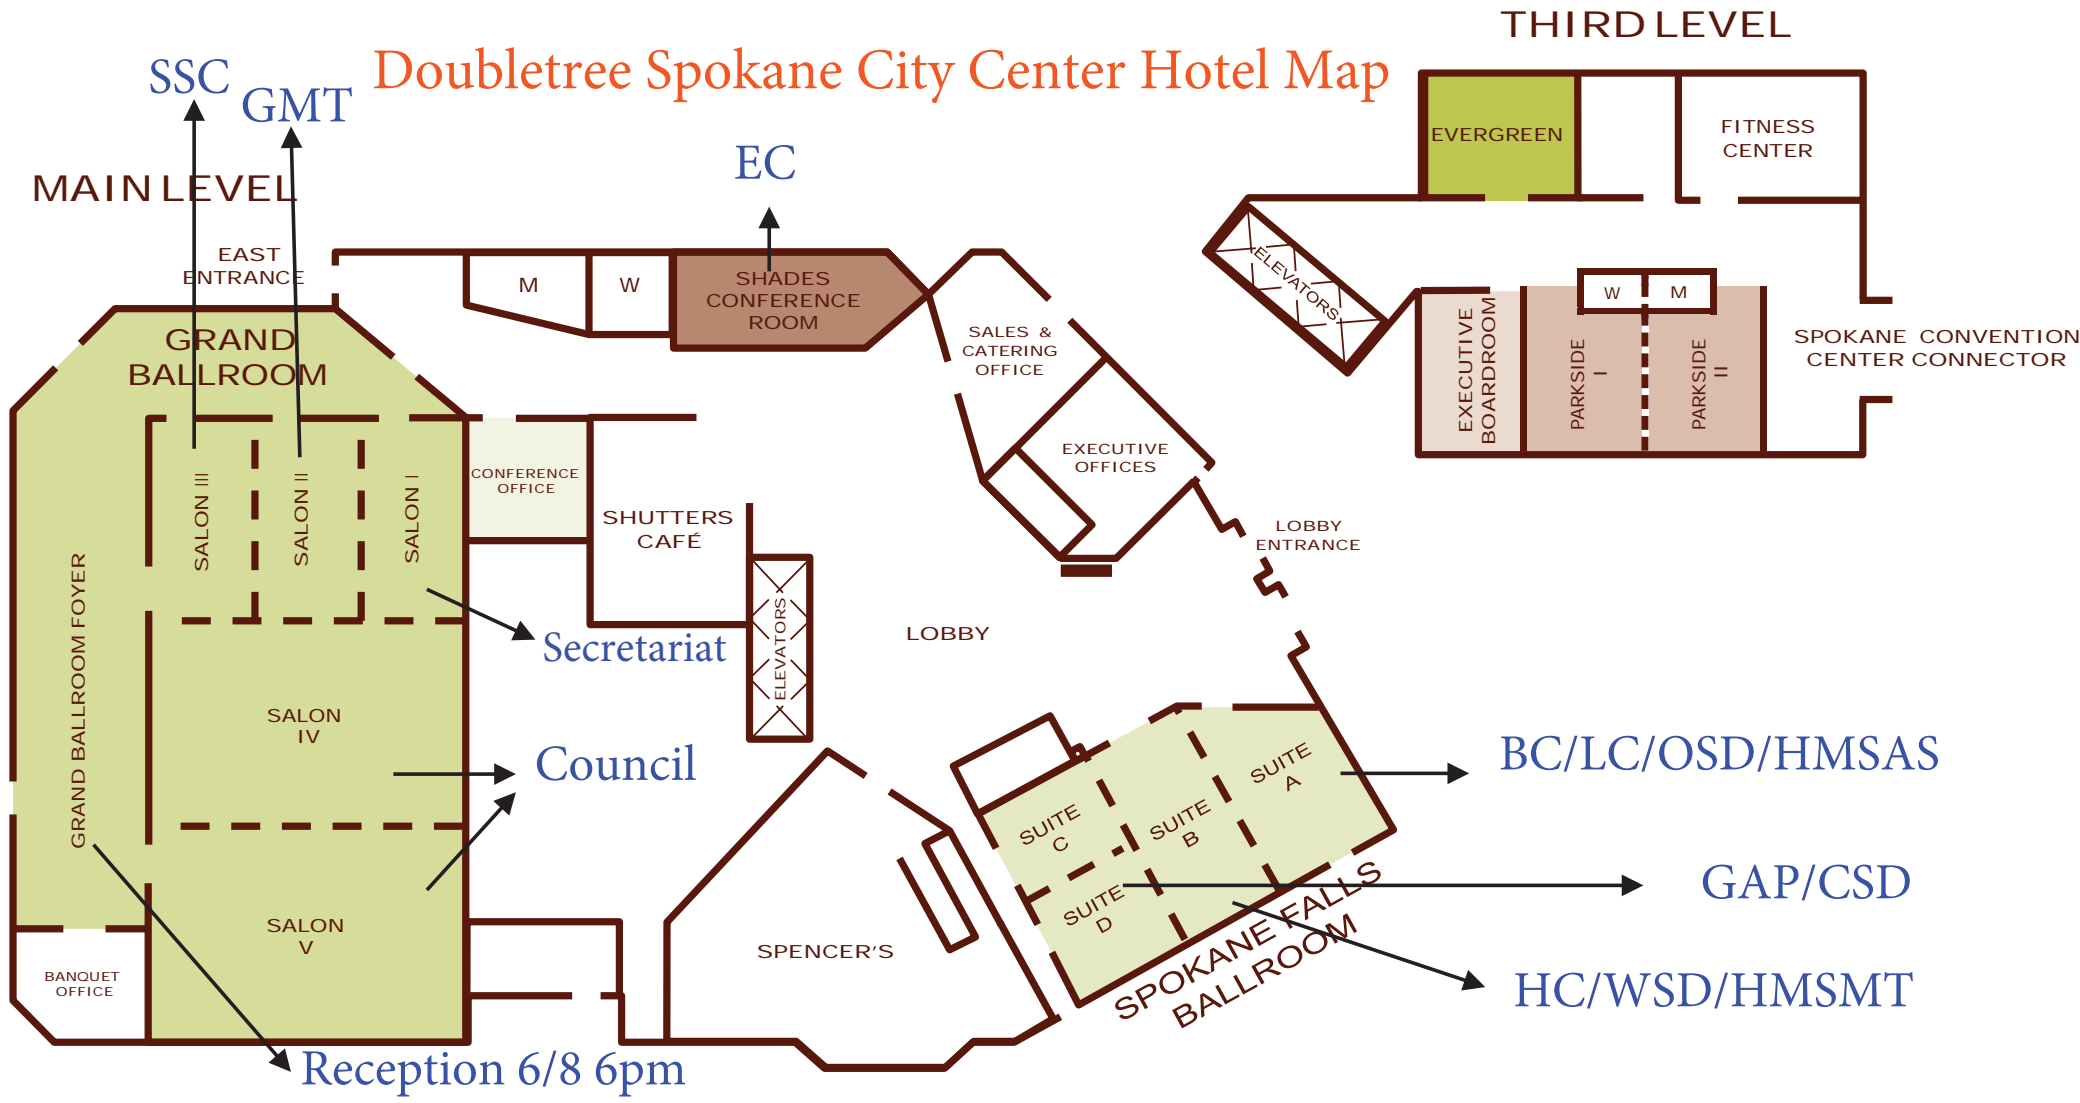 THIRD LEVEL
Doubletree Spokane City Center Hotel Map
SSC
GMT
EC
MAIN LEVEL
EAST
ENTRANCE
EVERGREEN
FITNESS
CENTER
ELEVATORS
W
M
EXECUTIVE
BOARDROOM
PARKSIDE
I
PARKSIDE
II
SPOKANE CONVENTION
CENTER CONNECTOR
M
W
SHADES
CONFERENCE
ROOM
SALES &
CATERING
OFFICE
GRAND
BALLROOM
EXECUTIVE
OFFICES
CONFERENCE
OFFICE
SALON III
SALON II
SALON I
SHUTTERS
CAFÉ
LOBBY
ENTRANCE
GRAND BALLROOM FOYER
ELEVATORS
LOBBY
Secretariat
SALON
IV
Council
SUITE
A
SUITE
B
SUITE
C
SUITE
D
BC/LC/OSD/HMSAS
GAP/CSD
HC/WSD/HMSMT
SPOKANE FALLS
BALLROOM
SALON
V
SPENCER'S
BANQUET
OFFICE
Reception 6/8 6pm